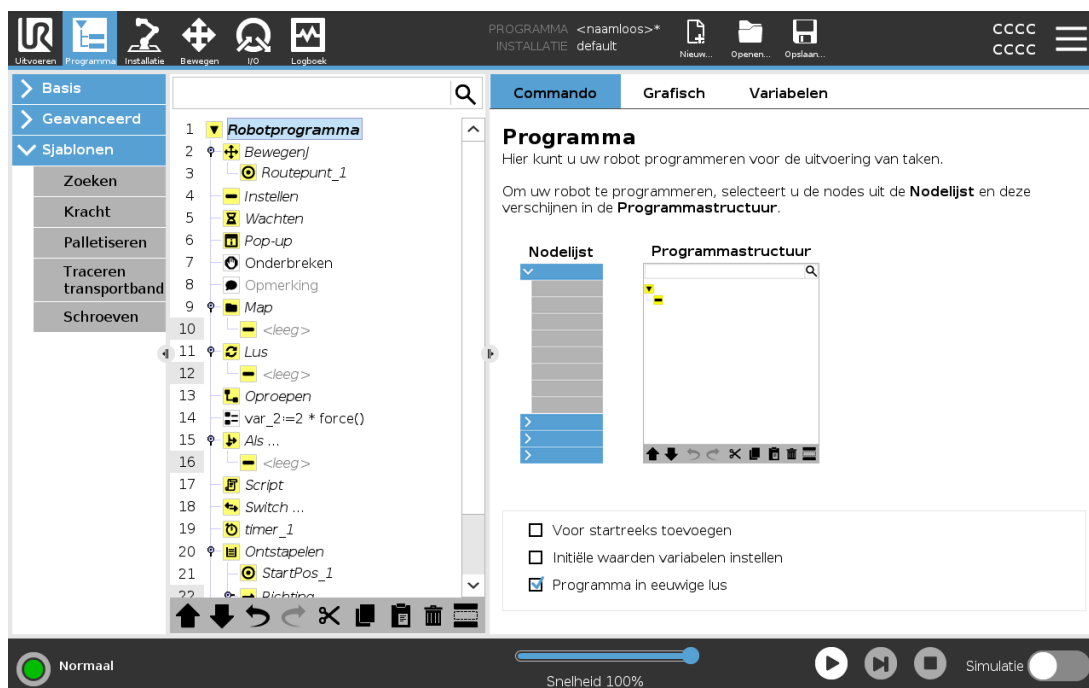 UR
PROGRAMMA <naamloos>*
INSTALLATIE default
CCCC
CCCC
Uitvoeren Programma Installatie Bewegen I/O Logboek Nieuw... Openen... Opslaan...
Basis
Geavanceerd
Sjablonen
Zoeken
Kracht
Palletiseren
Traceren
transportband
Schroeven
1 Robotprogramma
2 BewegenJ
3 Routepunt_1
4 Instellen
5 Wachten
6 Pop-up
7 Onderbreken
8 Opmerking
9 Map
10 <leeg>
11 Lus
12 <leeg>
13 Oproepen
14 var_2:=2 * force()
15 Als ...
16 <leeg>
17 Script
18 Switch ...
19 timer_1
20 Ontstapelen
21 StartPos_1
22 Richting
Commando Grafisch Variabelen
Programma
Hier kunt u uw robot programmeren voor de uitvoering van taken.
Om uw robot te programmeren, selecteert u de nodes uit de Nodelijst en deze
verschijnen in de Programmastructuur.
Nodelijst Programmastructuur
Voor startreeks toevoegen
Initiële waarden variabelen instellen
Programma in eeuwige lus
Normaal
Snelheid 100%
Simulatie